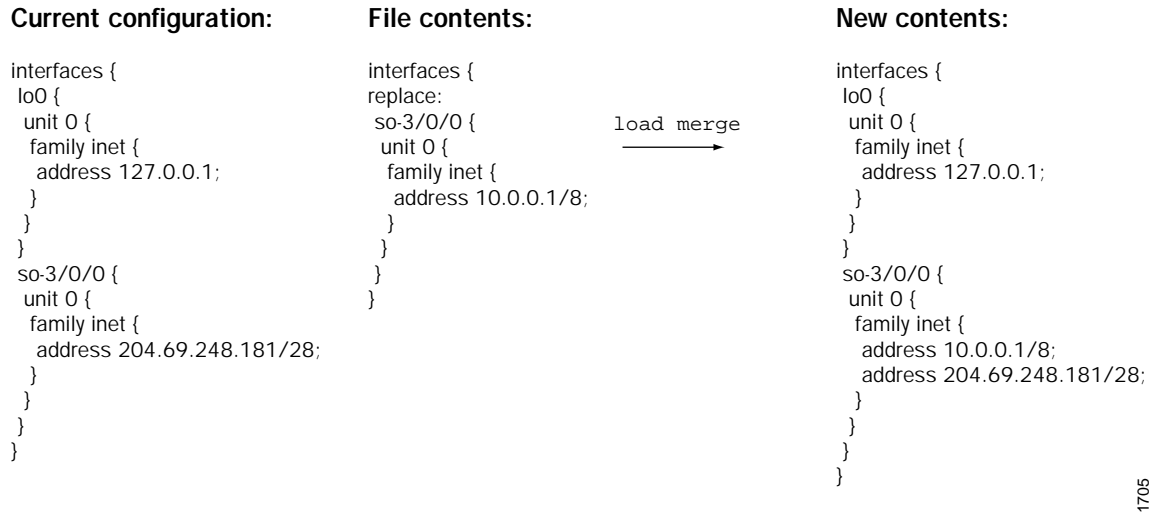 Current configuration:
interfaces {
lo0 {
unit 0 {
family inet {
address 127.0.0.1;
}
}
}
so-3/0/0 {
unit 0 {
family inet {
address 204.69.248.181/28;
}
}
}
}
File contents:
interfaces {
replace:
so-3/0/0 {
unit 0 {
family inet {
address 10.0.0.1/8;
}
}
}
}
load merge
New contents:
interfaces {
lo0 {
unit 0 {
family inet {
address 127.0.0.1;
}
}
}
so-3/0/0 {
unit 0 {
family inet {
address 10.0.0.1/8;
address 204.69.248.181/28;
}
}
}
}
1705